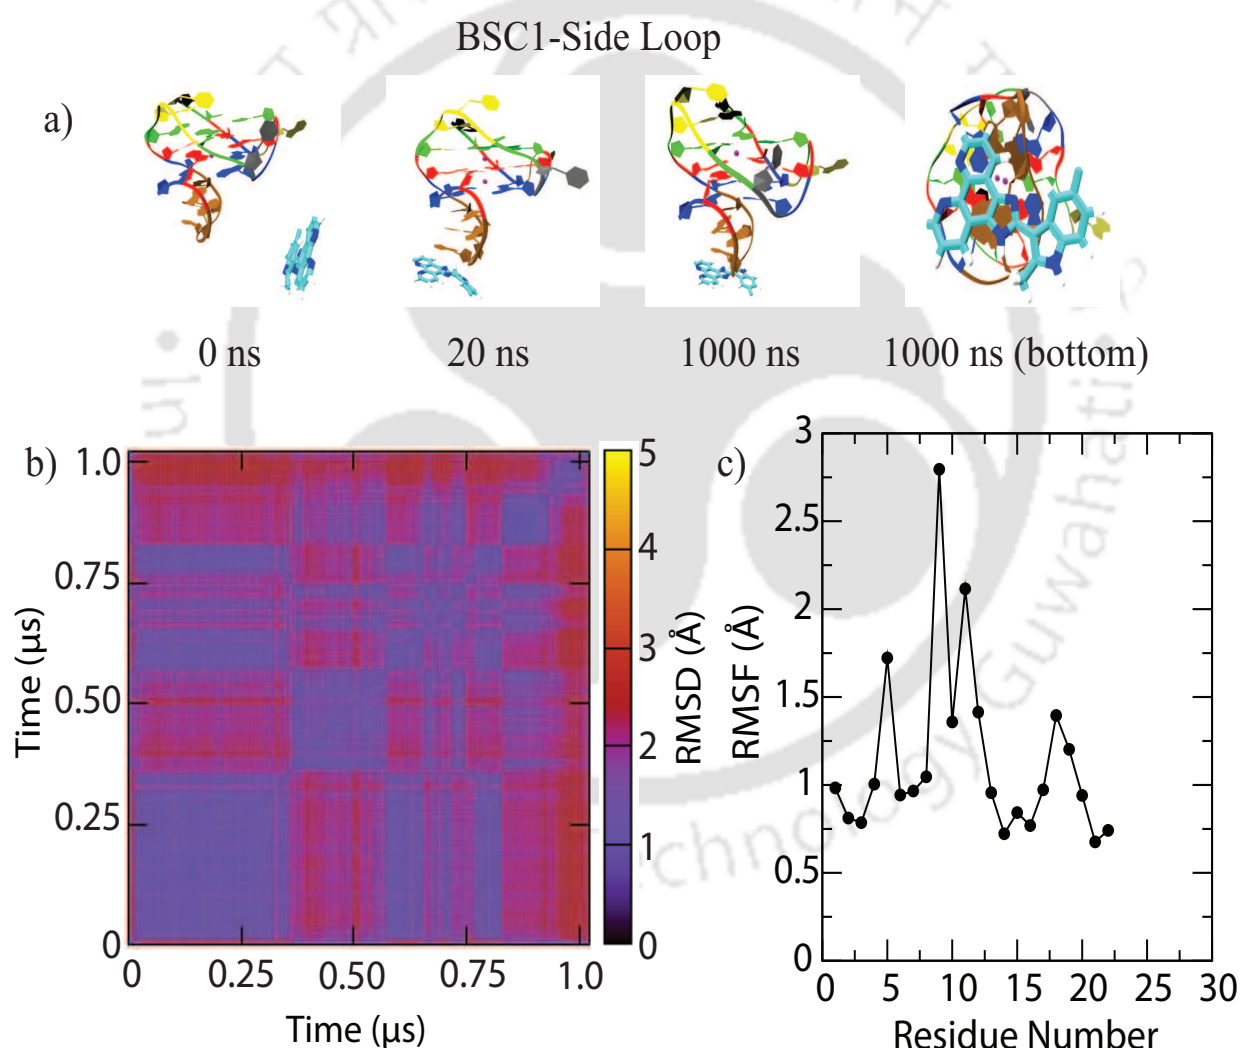 BSC1-Side Loop
a)
0 ns 20 ns 1000 ns 1000 ns (bottom)
b)
1.0
0.75
0.50
0.25
0
Time (µs)
0 0.25 0.50 0.75 1.0
Time (µs)
5
4
3
2
1
0
RMSD (Å)
c)
3
2.5
2
1.5
1
0.5
0
RMSF (Å)
0 5 10 15 20 25 30
Residue Number
Technology Guwahati